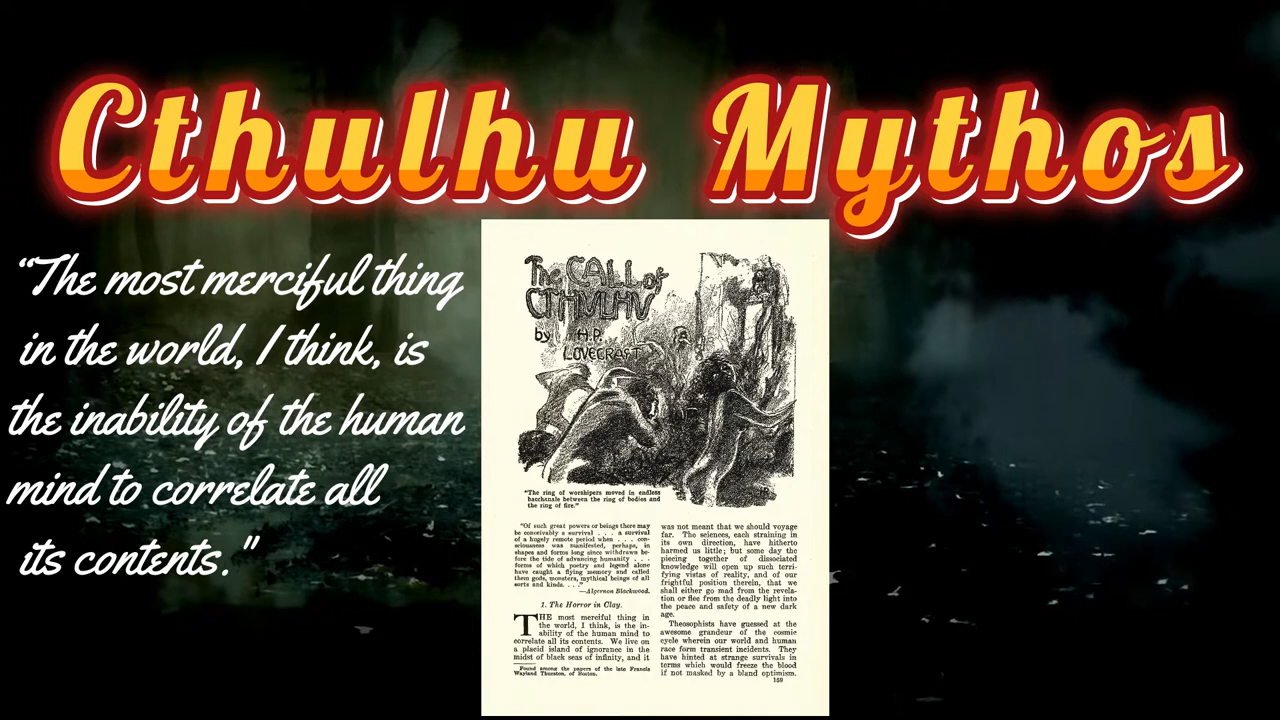 Cthulhu Mythos
“The most merciful thing
in the world, I think, is
the inability of the human
mind to correlate all
its contents."
The CALL of
CTHULHU
by H.P.
LOVECRAFT
"The ring of worshipers moved in endless
bacchanale between the ring of bodies and
the ring of fire."
"Of such great powers or beings there may
be conceivably a survival . . . a survival
of a hugely remote period when . . . con-
sciousness was manifested, perhaps, in
shapes and forms long since withdrawn be-
fore the tide of advancing humanity . . .
forms of which poetry and legend alone
have caught a flying memory and called
them gods, monsters, mythical beings of all
sorts and kinds. . . ."
—Algernon Blackwood.
1. The Horror in Clay.
THE most merciful thing in
the world, I think, is the in-
ability of the human mind to
correlate all its contents. We live on
a placid island of ignorance in the
midst of black seas of infinity, and it
Found among the papers of the late Francis
Wayland Thurston, of Boston.
was not meant that we should voyage
far. The sciences, each straining in
its own direction, have hitherto
harmed us little; but some day the
piecing together of dissociated
knowledge will open up such terri-
fying vistas of reality, and of our
frightful position therein, that we
shall either go mad from the revela-
tion or flee from the deadly light into
the peace and safety of a new dark
age.
Theosophists have guessed at the
awesome grandeur of the cosmic
cycle wherein our world and human
race form transient incidents. They
have hinted at strange survivals in
terms which would freeze the blood
if not masked by a bland optimism.
159